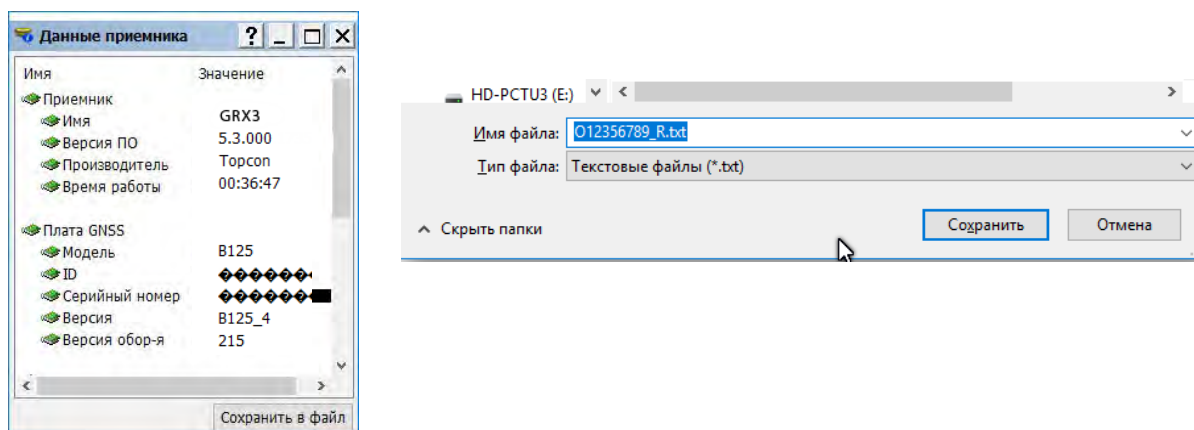 Данные приемника
Имя Значение
Приемник
Имя GRX3
Версия ПО 5.3.000
Производитель Topcon
Время работы 00:36:47
Плата GNSS
Модель B125
ID
Серийный номер
Версия B125_4
Версия обор-я 215
Сохранить в файл
HD-PCTU3 (E:)
Имя файла: O12356789_R.txt
Тип файла: Текстовые файлы (*.txt)
Скрыть папки
Сохранить Отмена